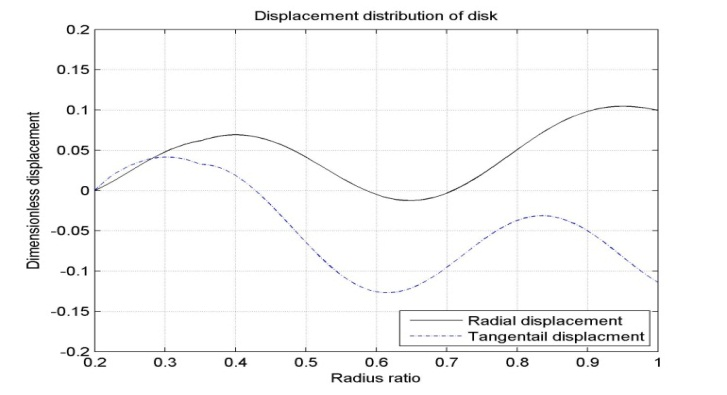 Displacement distribution of disk
0.2
0.15
0.1
0.05
0
-0.05
-0.1
-0.15
-0.2
Dimensionless displacement
0.2 0.3 0.4 0.5 0.6 0.7 0.8 0.9 1
Radius ratio
Radial displacement
Tangentail displacment